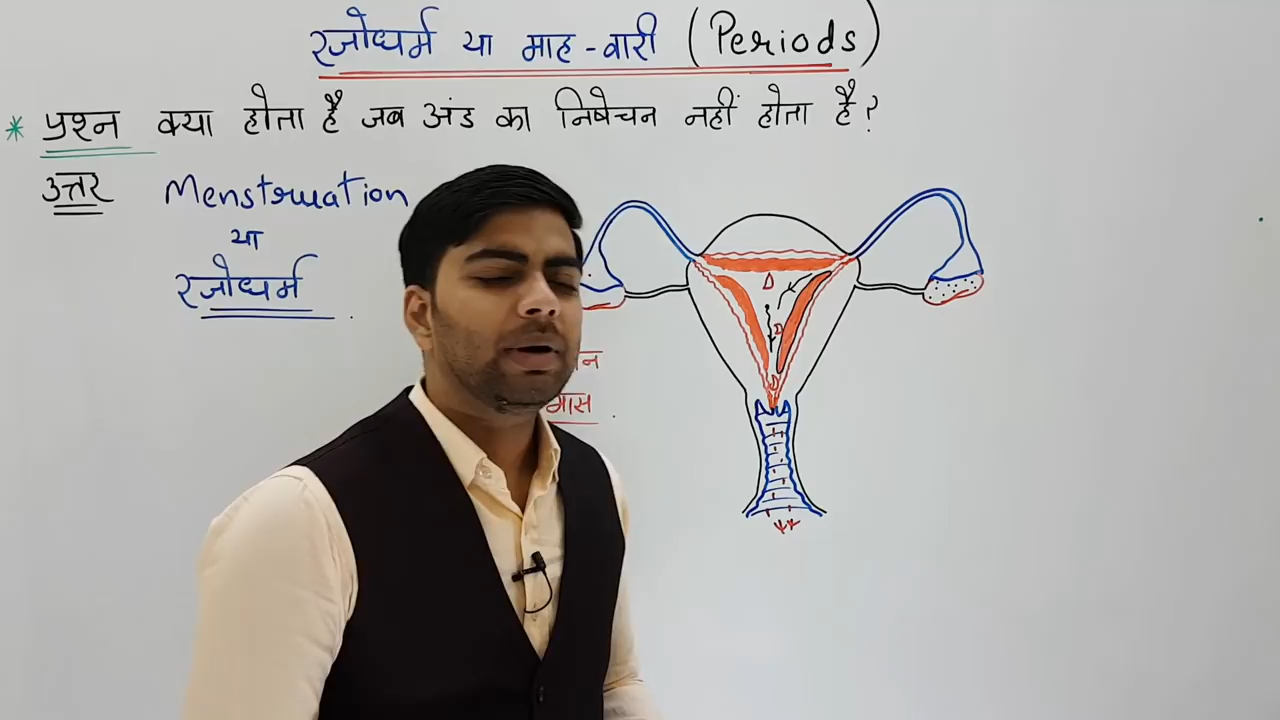 रजोधर्म या माह-वारी (Periods)
* प्रश्न क्या होता है जब अंड का निषेचन नहीं होता है?
उत्तर Menstruation
या
रजोधर्म